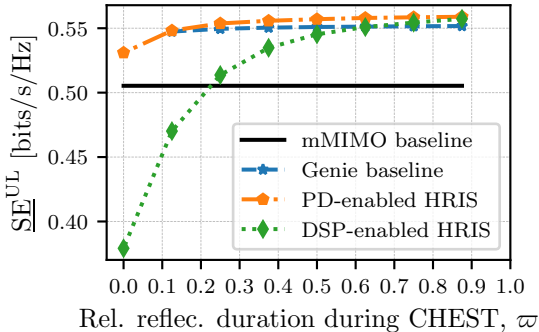 0.55
0.50
0.45
0.40
SE^UL [bits/s/Hz]
mMIMO baseline
Genie baseline
PD-enabled HRIS
DSP-enabled HRIS
0.0 0.1 0.2 0.3 0.4 0.5 0.6 0.7 0.8 0.9 1.0
Rel. reflec. duration during CHEST, ϖ